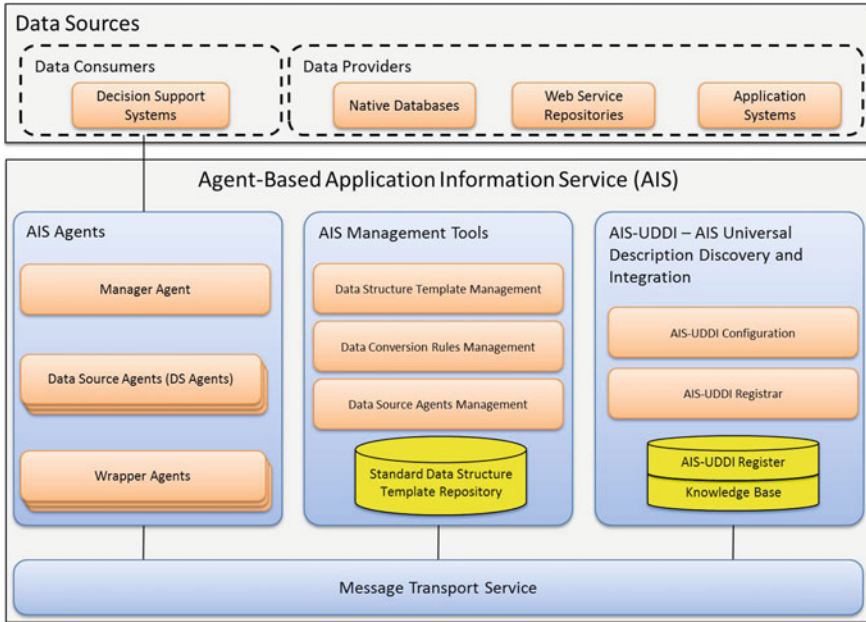 Data Sources
Data Consumers
Decision Support
Systems
Data Providers
Native Databases
Web Service
Repositories
Application
Systems
Agent-Based Application Information Service (AIS)
AIS Agents
Manager Agent
Data Source Agents (DS Agents)
Wrapper Agents
AIS Management Tools
Data Structure Template Management
Data Conversion Rules Management
Data Source Agents Management
Standard Data Structure
Template Repository
AIS-UDDI – AIS Universal
Description Discovery and
Integration
AIS-UDDI Configuration
AIS-UDDI Registrar
AIS-UDDI Register
Knowledge Base
Message Transport Service